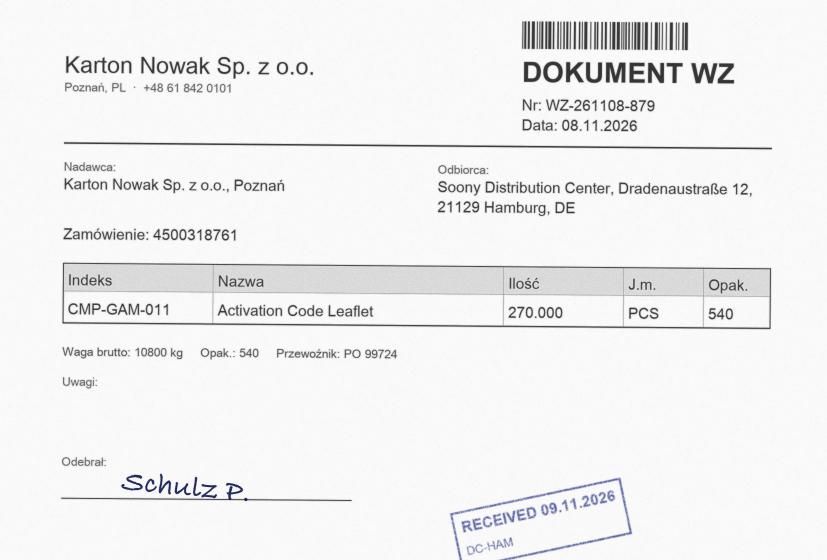 Karton Nowak Sp. z o.o.
Poznań, PL · +48 61 842 0101
DOKUMENT WZ
Nr: WZ-261108-879
Data: 08.11.2026
Nadawca:
Karton Nowak Sp. z o.o., Poznań
Odbiorca:
Soony Distribution Center, Dradenaustraße 12,
21129 Hamburg, DE
Zamówienie: 4500318761
Indeks Nazwa Ilość J.m. Opak.
CMP-GAM-011 Activation Code Leaflet 270.000 PCS 540
Waga brutto: 10800 kg Opak.: 540 Przewoźnik: PO 99724
Uwagi:
Odebrał:
Schulz P.
RECEIVED 09.11.2026
DC-HAM